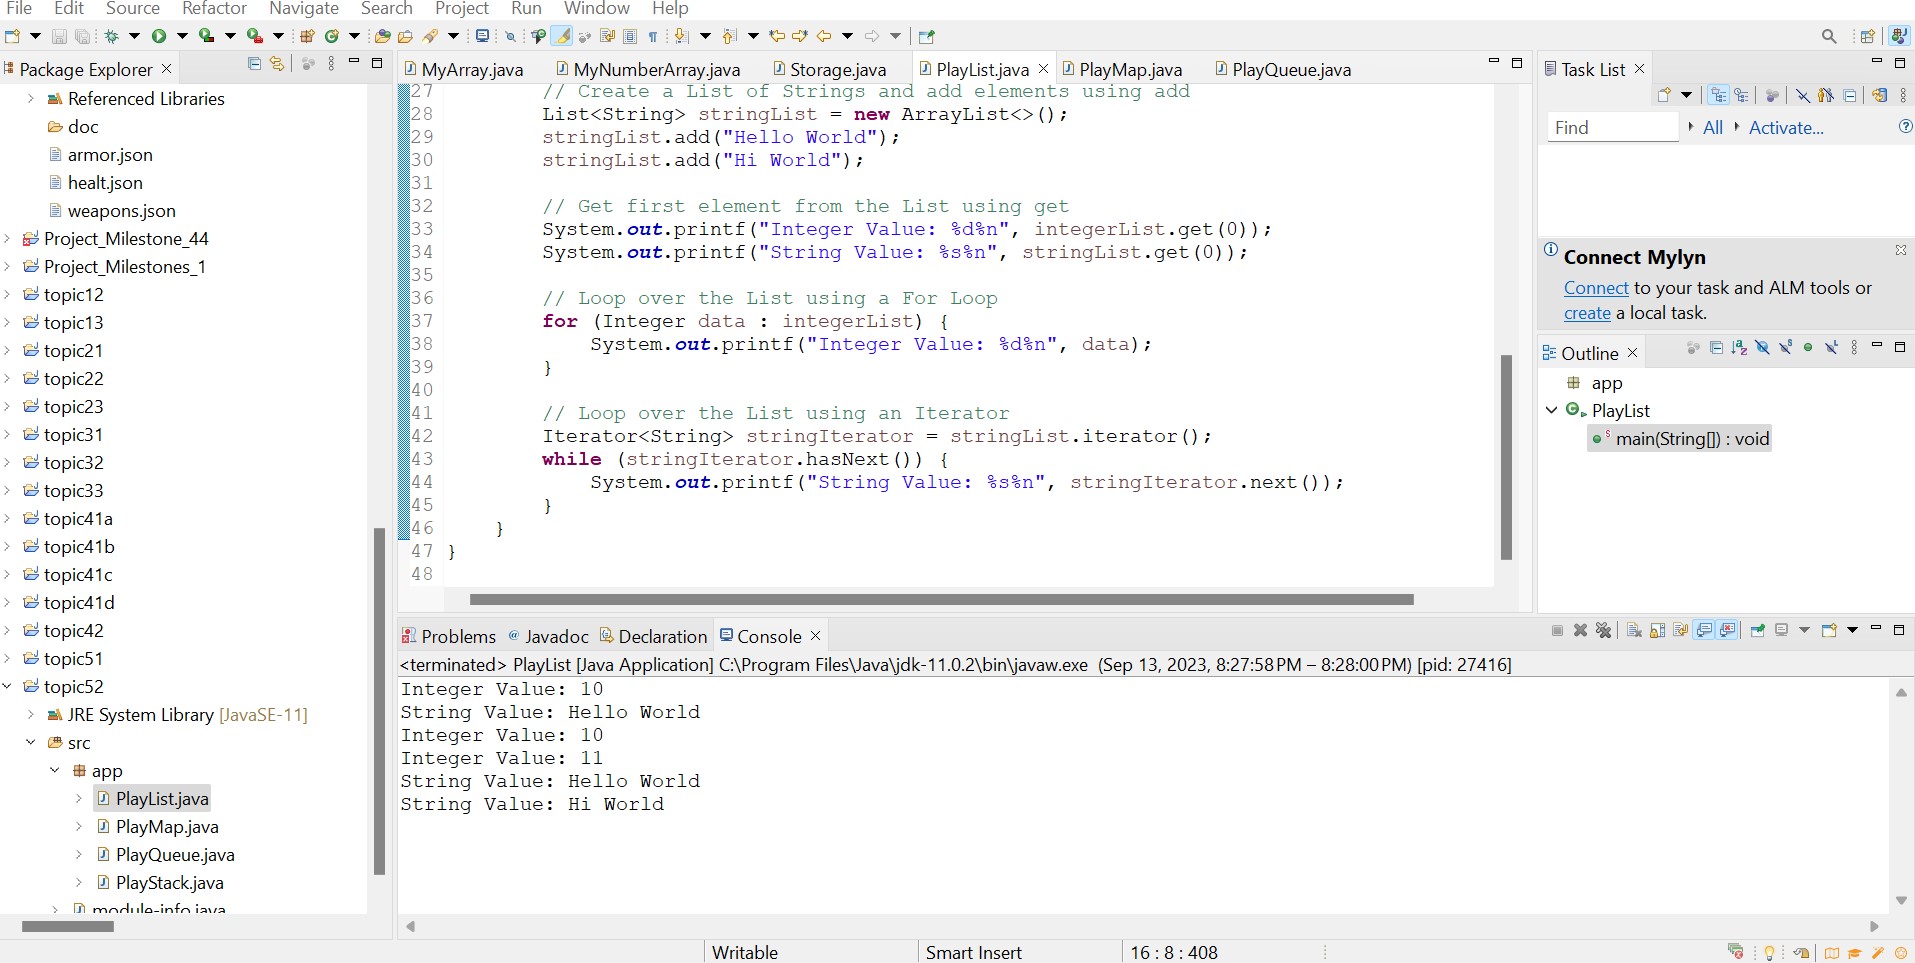 File Edit Source Refactor Navigate Search Project Run Window Help
Package Explorer
Referenced Libraries
doc
armor.json
healt.json
weapons.json
Project_Milestone_44
Project_Milestones_1
topic12
topic13
topic21
topic22
topic23
topic31
topic32
topic33
topic41a
topic41b
topic41c
topic41d
topic42
topic51
topic52
JRE System Library [JavaSE-11]
src
app
PlayList.java
PlayMap.java
PlayQueue.java
PlayStack.java
module-info.java
MyArray.java MyNumberArray.java Storage.java PlayList.java PlayMap.java PlayQueue.java
27 // Create a List of Strings and add elements using add
28 List<String> stringList = new ArrayList<>();
29 stringList.add("Hello World");
30 stringList.add("Hi World");
31
32 // Get first element from the List using get
33 System.out.printf("Integer Value: %d%n", integerList.get(0));
34 System.out.printf("String Value: %s%n", stringList.get(0));
35
36 // Loop over the List using a For Loop
37 for (Integer data : integerList) {
38 System.out.printf("Integer Value: %d%n", data);
39 }
40
41 // Loop over the List using an Iterator
42 Iterator<String> stringIterator = stringList.iterator();
43 while (stringIterator.hasNext()) {
44 System.out.printf("String Value: %s%n", stringIterator.next());
45 }
46 }
47 }
48
Problems Javadoc Declaration Console
<terminated> PlayList [Java Application] C:\Program Files\Java\jdk-11.0.2\bin\javaw.exe (Sep 13, 2023, 8:27:58 PM – 8:28:00 PM) [pid: 27416]
Integer Value: 10
String Value: Hello World
Integer Value: 10
Integer Value: 11
String Value: Hello World
String Value: Hi World
Task List
Find All Activate...
Connect Mylyn
Connect to your task and ALM tools or
create a local task.
Outline
app
PlayList
main(String[]) : void
Writable Smart Insert 16 : 8 : 408